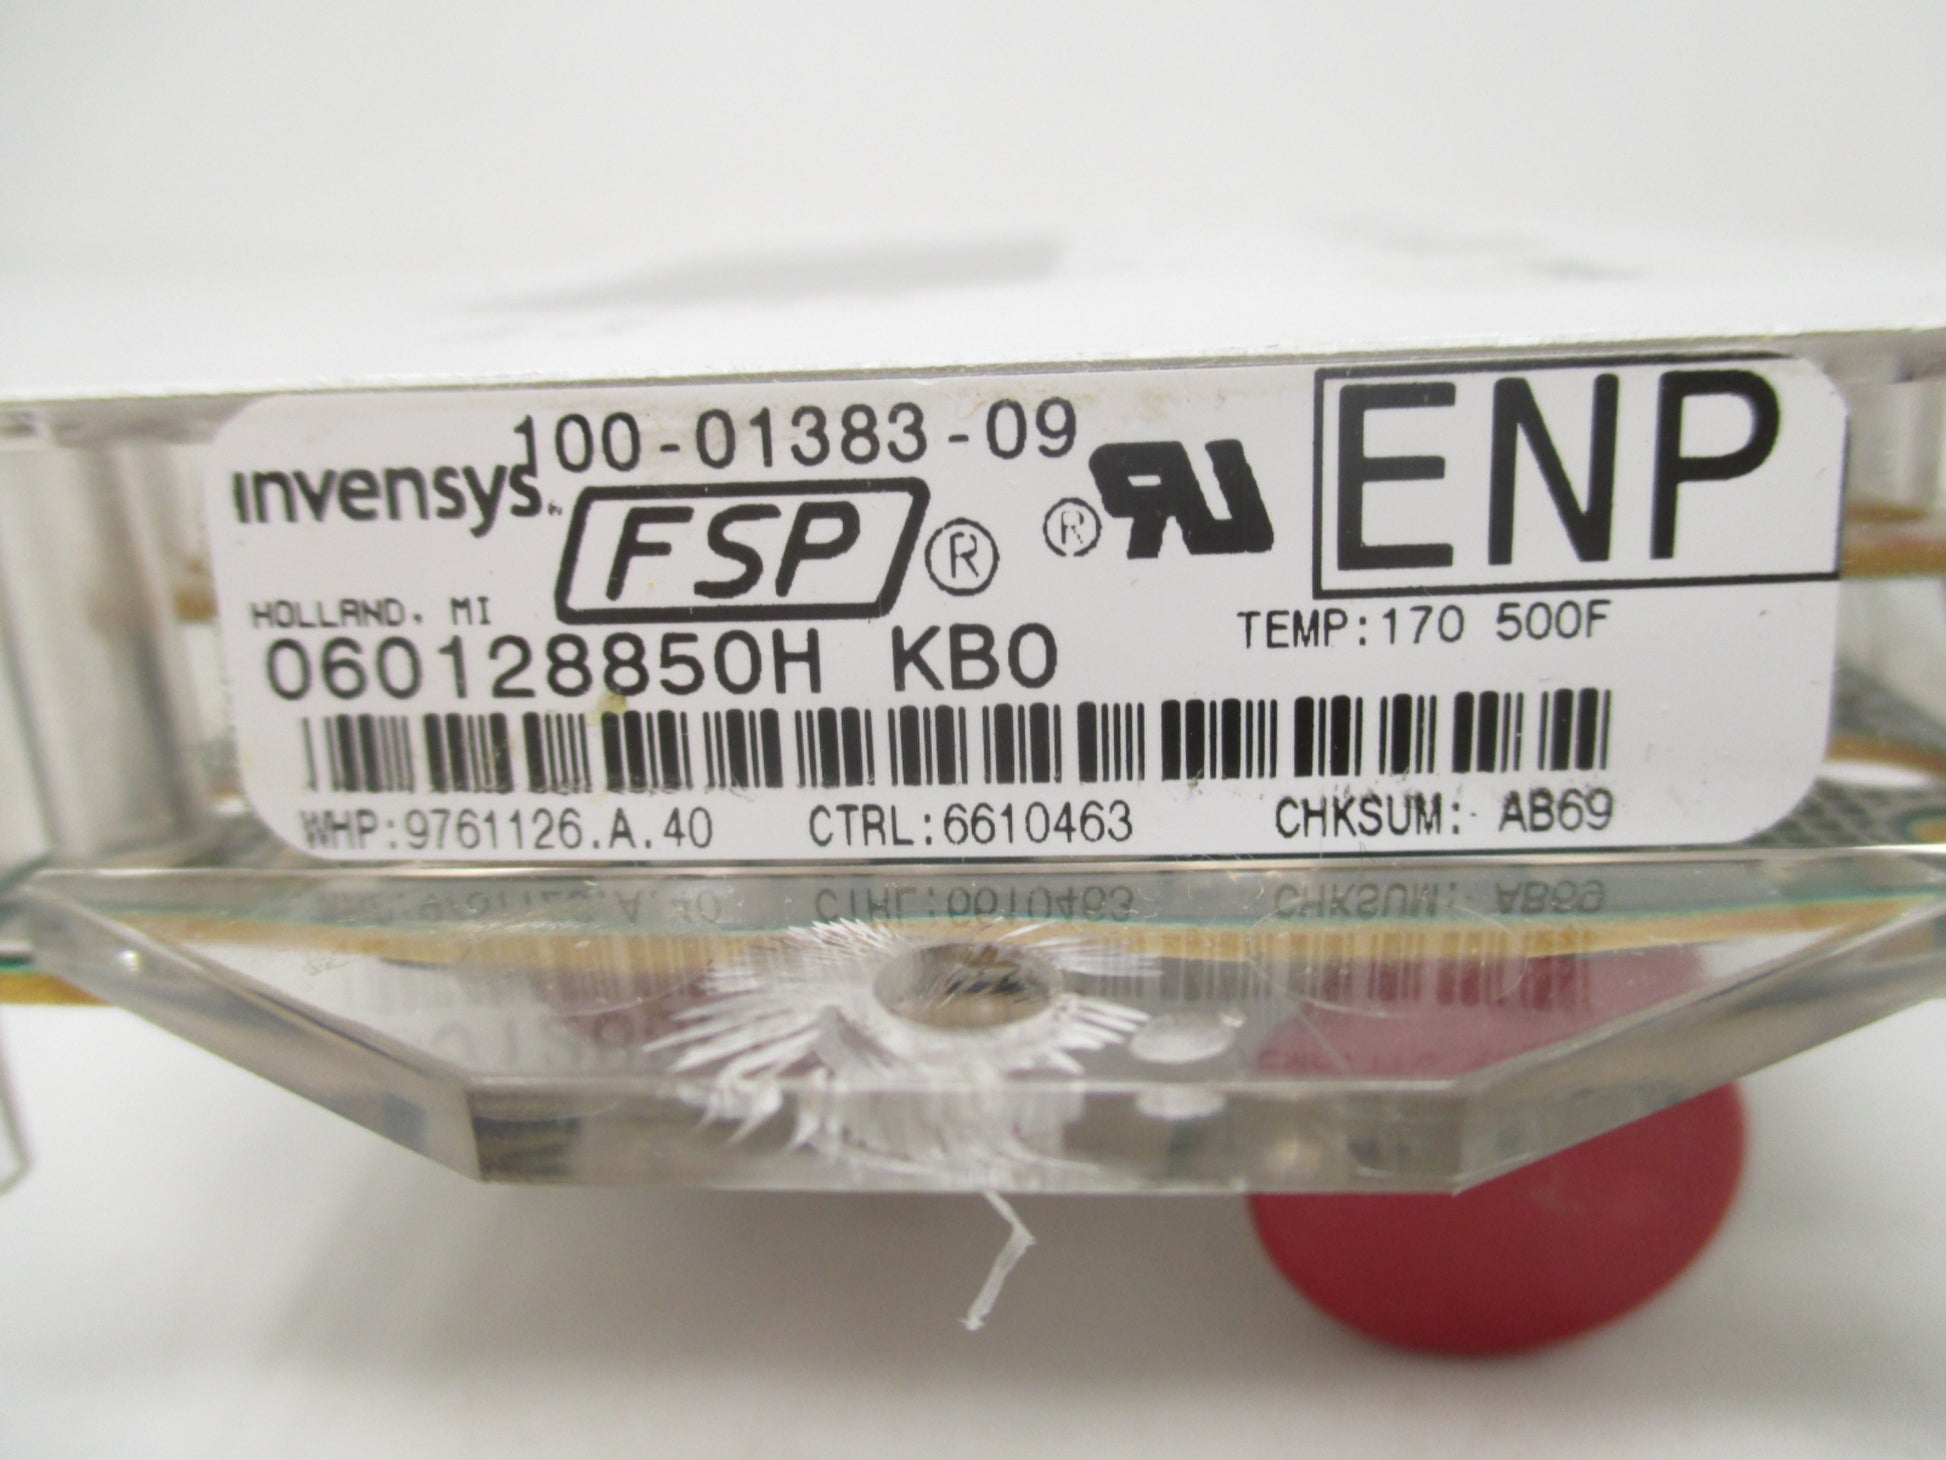 100-01383-09
invensys
FSP®
®
ENP
HOLLAND, MI
060128850H KB0
TEMP:170 500F
WHP:9761126.A.40 CTRL:6610463 CHKSUM: AB69